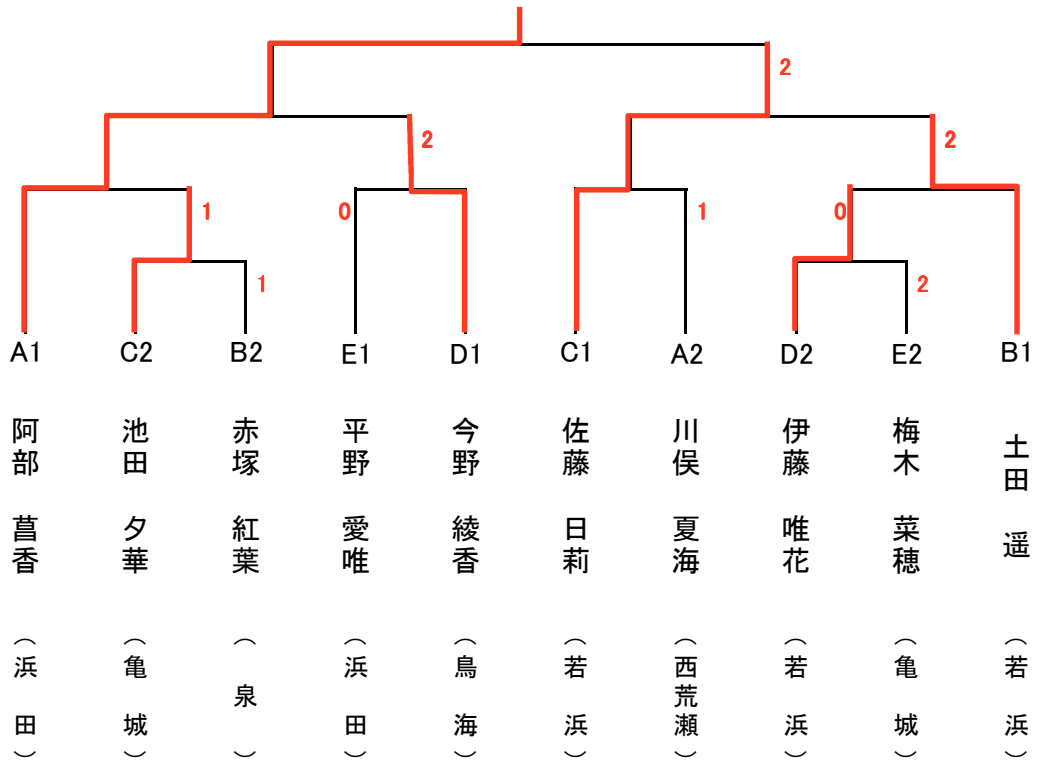 2
2
2
1
0
1
0
1
2
A1
C2
B2
E1
D1
C1
A2
D2
E2
B1
阿部 菖香
池田 夕華
赤塚 紅葉
平野 愛唯
今野 綾香
佐藤 日莉
川俣 夏海
伊藤 唯花
梅木 菜穂
土田 遥
（浜田）
（亀城）
（泉）
（浜田）
（鳥海）
（若浜）
（西荒瀬）
（若浜）
（亀城）
（若浜）